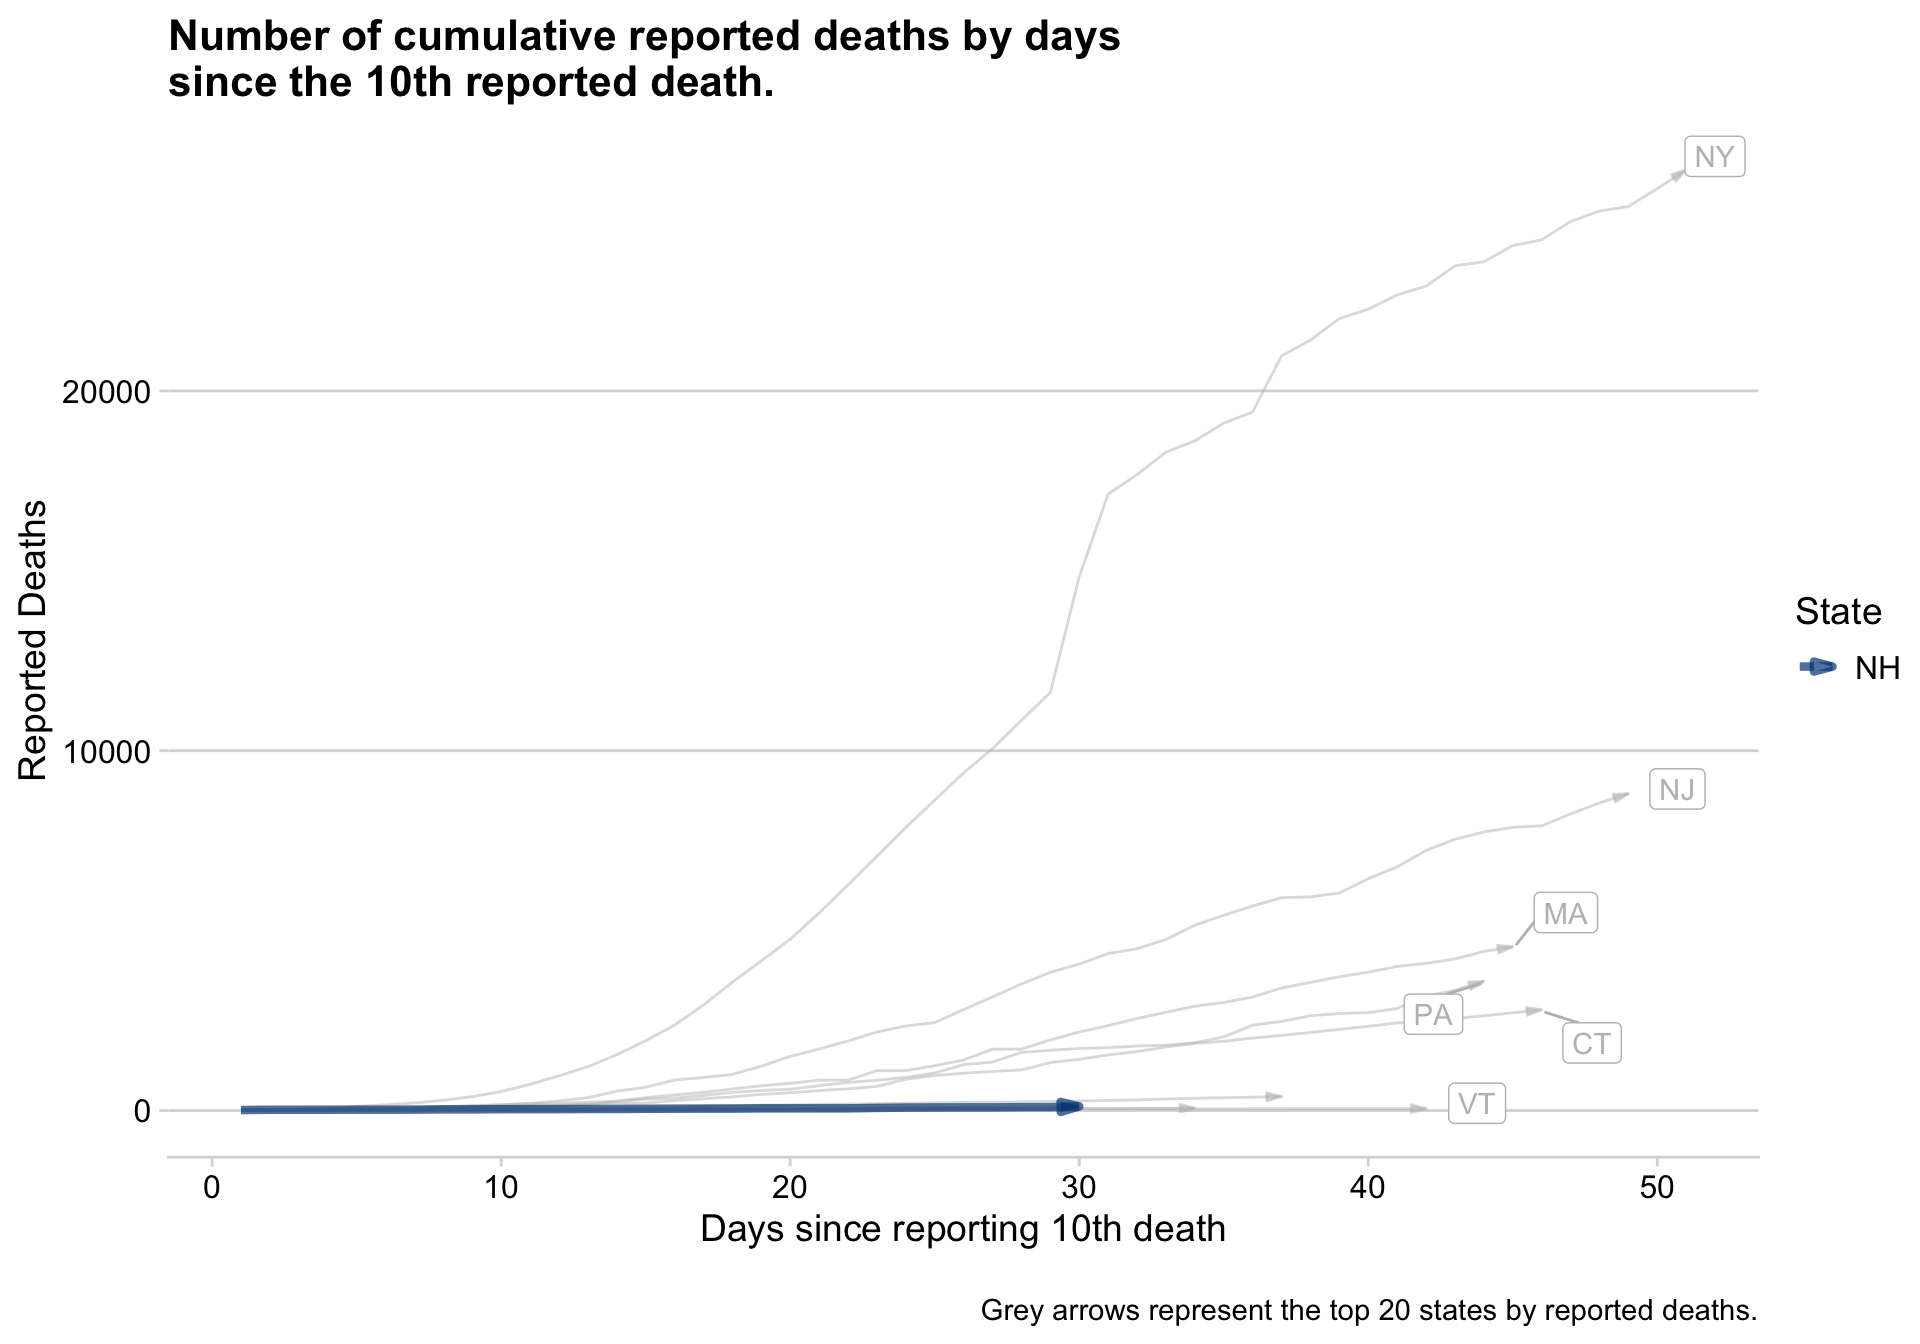 Number of cumulative reported deaths by days
since the 10th reported death.
NY
20000
Reported Deaths
State
NH
10000
NJ
MA
PA
CT
VT
0
0 10 20 30 40 50
Days since reporting 10th death
Grey arrows represent the top 20 states by reported deaths.